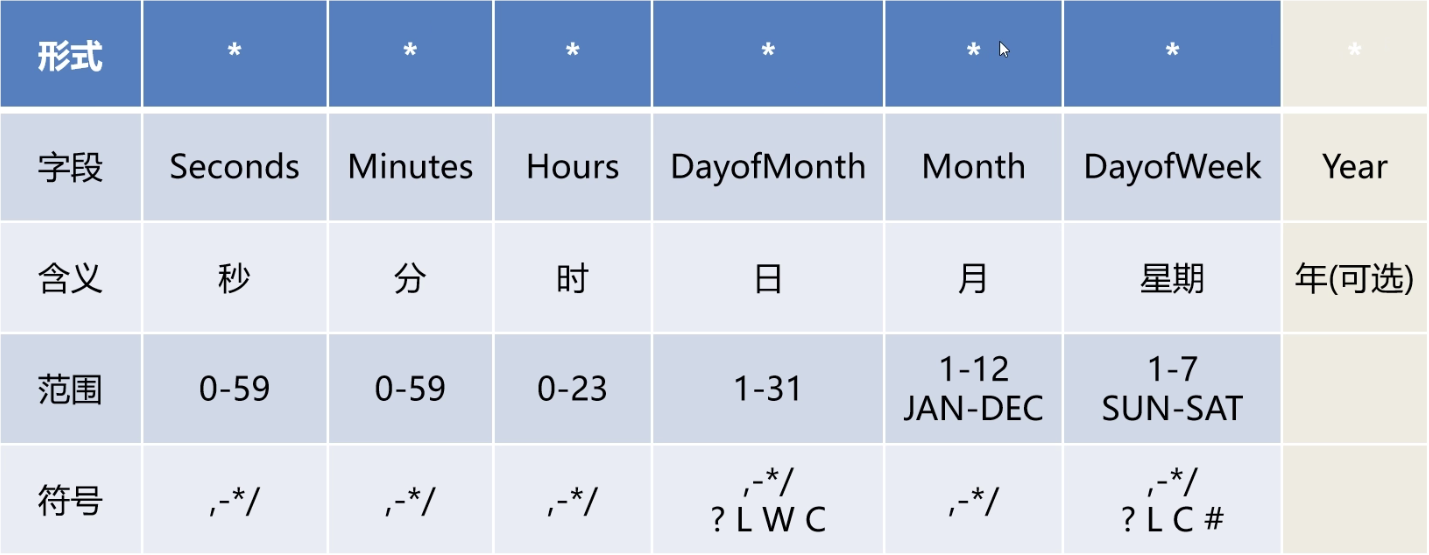 形式 * * * * * * *
字段 Seconds Minutes Hours DayofMonth Month DayofWeek Year
含义 秒 分 时 日 月 星期 年(可选)
范围 0-59 0-59 0-23 1-31 1-12 JAN-DEC 1-7 SUN-SAT
符号 ,-*/ ,-*/ ,-*/ ,-*/ ? L W C ,-*/ ,-*/ ? L C #